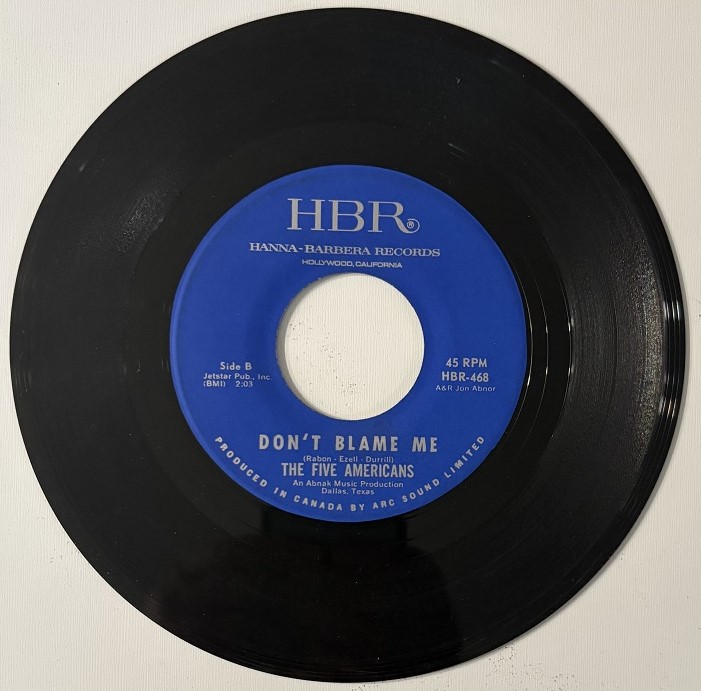 HBR®
HANNA-BARBERA RECORDS
HOLLYWOOD, CALIFORNIA
Side B
Jetstar Pub., Inc.
(BMI) 2:03
45 RPM
HBR-468
A&R Jon Abnor
DON'T BLAME ME
(Rabon - Ezell - Durrill)
THE FIVE AMERICANS
An Abnak Music Production
Dallas, Texas
PRODUCED IN CANADA BY ARC SOUND LIMITED